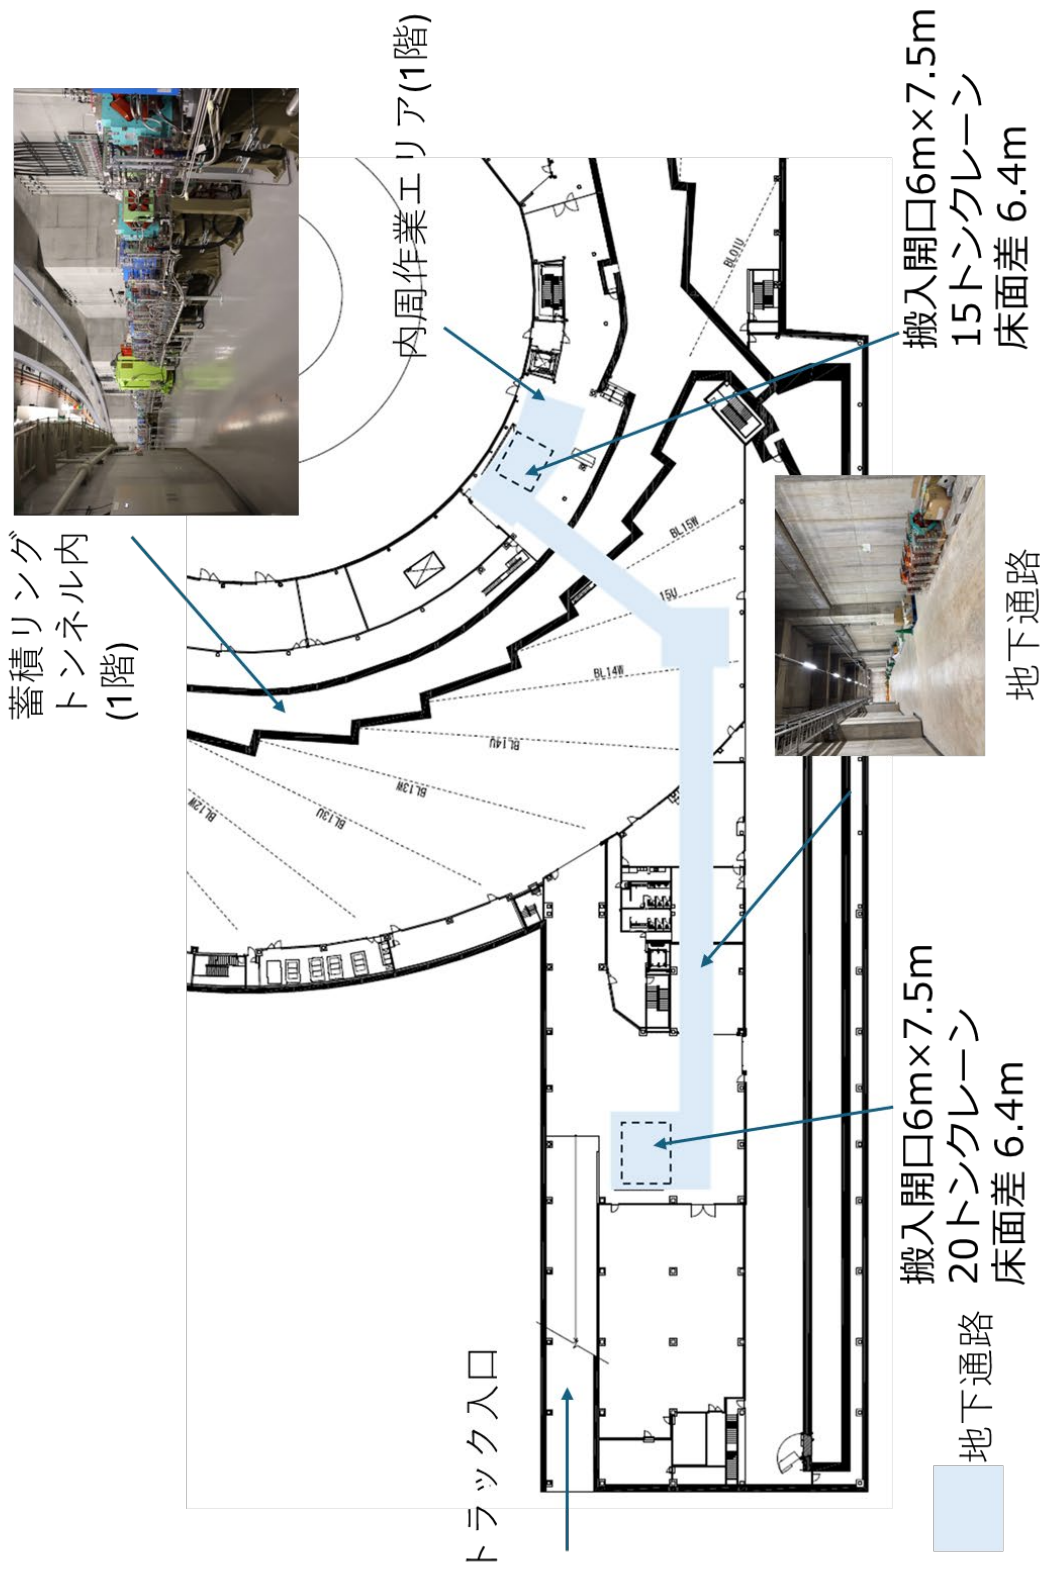 蓄積リング
トンネル内
(1階)
内周作業エリア(1階)
搬入開口6m×7.5m
15トンクレーン
床面差 6.4m
地下通路
搬入開口6m×7.5m
20トンクレーン
床面差 6.4m
トラック入口
地下通路
BL01U
BL15W
15U
BL14W
BL14U
BL13W
BL13U
BL12W